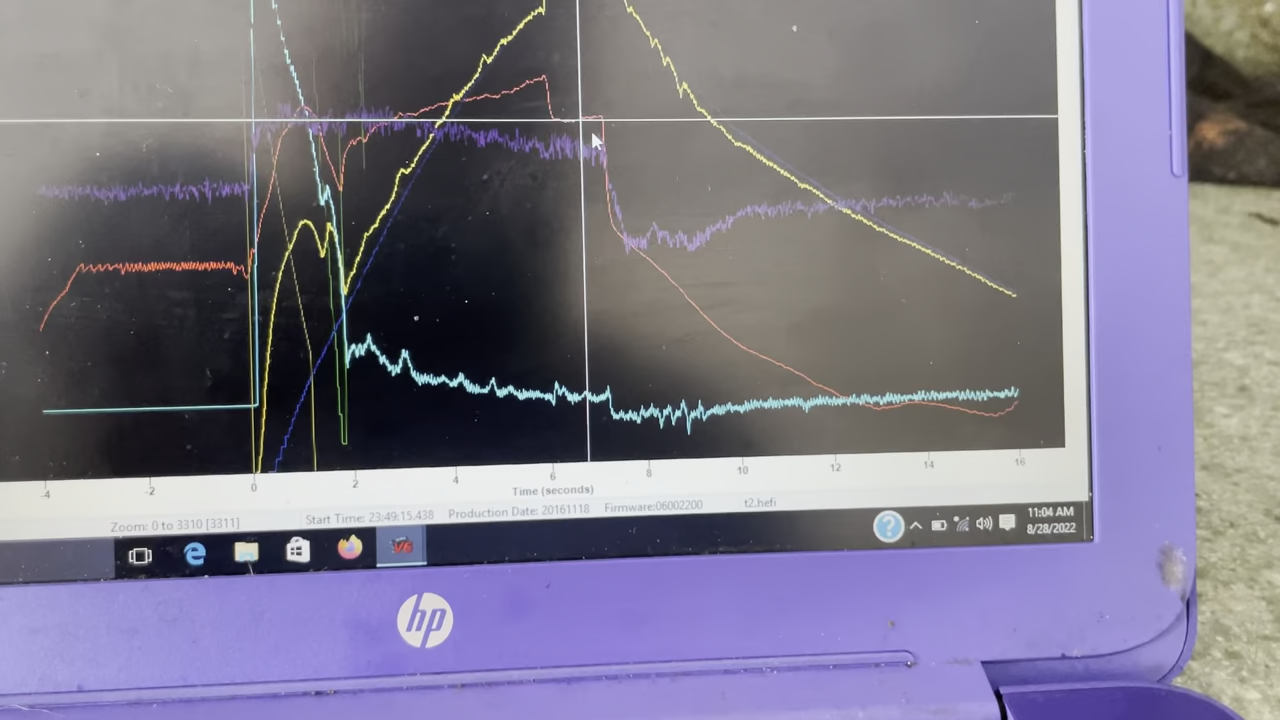 -4 -2 0 2 4 6 8 10 12 14 16
Time (seconds)
Zoom: 0 to 3310 [3311] Start Time: 23:49:15.438 Production Date: 20161118 Firmware:06002200 t2.hefi
11:04 AM
8/28/2022
hp